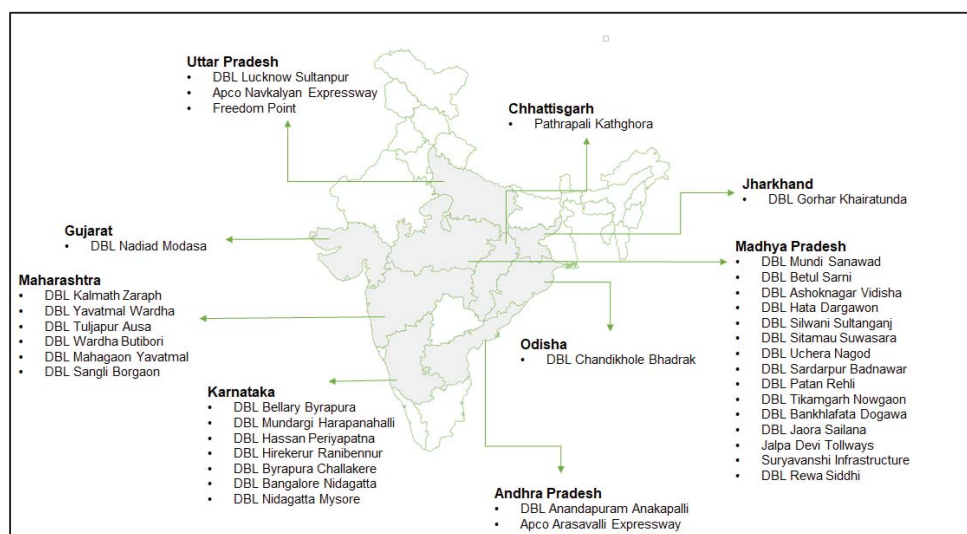 Uttar Pradesh
• DBL Lucknow Sultanpur
• Apco Navkalyan Expressway
• Freedom Point
Chhattisgarh
• Pathrapali Kathghora
Jharkhand
• DBL Gorhar Khairatunda
Gujarat
• DBL Nadiad Modasa
Madhya Pradesh
• DBL Mundi Sanawad
• DBL Betul Sarni
• DBL Ashoknagar Vidisha
• DBL Hata Dargawon
• DBL Silwani Sultanganj
• DBL Sitamau Suwasara
• DBL Uchera Nagod
• DBL Sardarpur Badnawar
• DBL Patan Rehli
• DBL Tikamgarh Nowgaon
• DBL Bankhlafata Dogawa
• DBL Jaora Sailana
• Jalpa Devi Tollways
• Suryavanshi Infrastructure
• DBL Rewa Siddhi
Maharashtra
• DBL Kalmath Zaraph
• DBL Yavatmal Wardha
• DBL Tuljapur Ausa
• DBL Wardha Butibori
• DBL Mahagaon Yavatmal
• DBL Sangli Borgaon
Odisha
• DBL Chandikhole Bhadrak
Karnataka
• DBL Bellary Byrapura
• DBL Mundargi Harapanahalli
• DBL Hassan Periyapatna
• DBL Hirekerur Ranibennur
• DBL Byrapura Challakere
• DBL Bangalore Nidagatta
• DBL Nidagatta Mysore
Andhra Pradesh
• DBL Anandapuram Anakapalli
• Apco Arasavalli Expressway